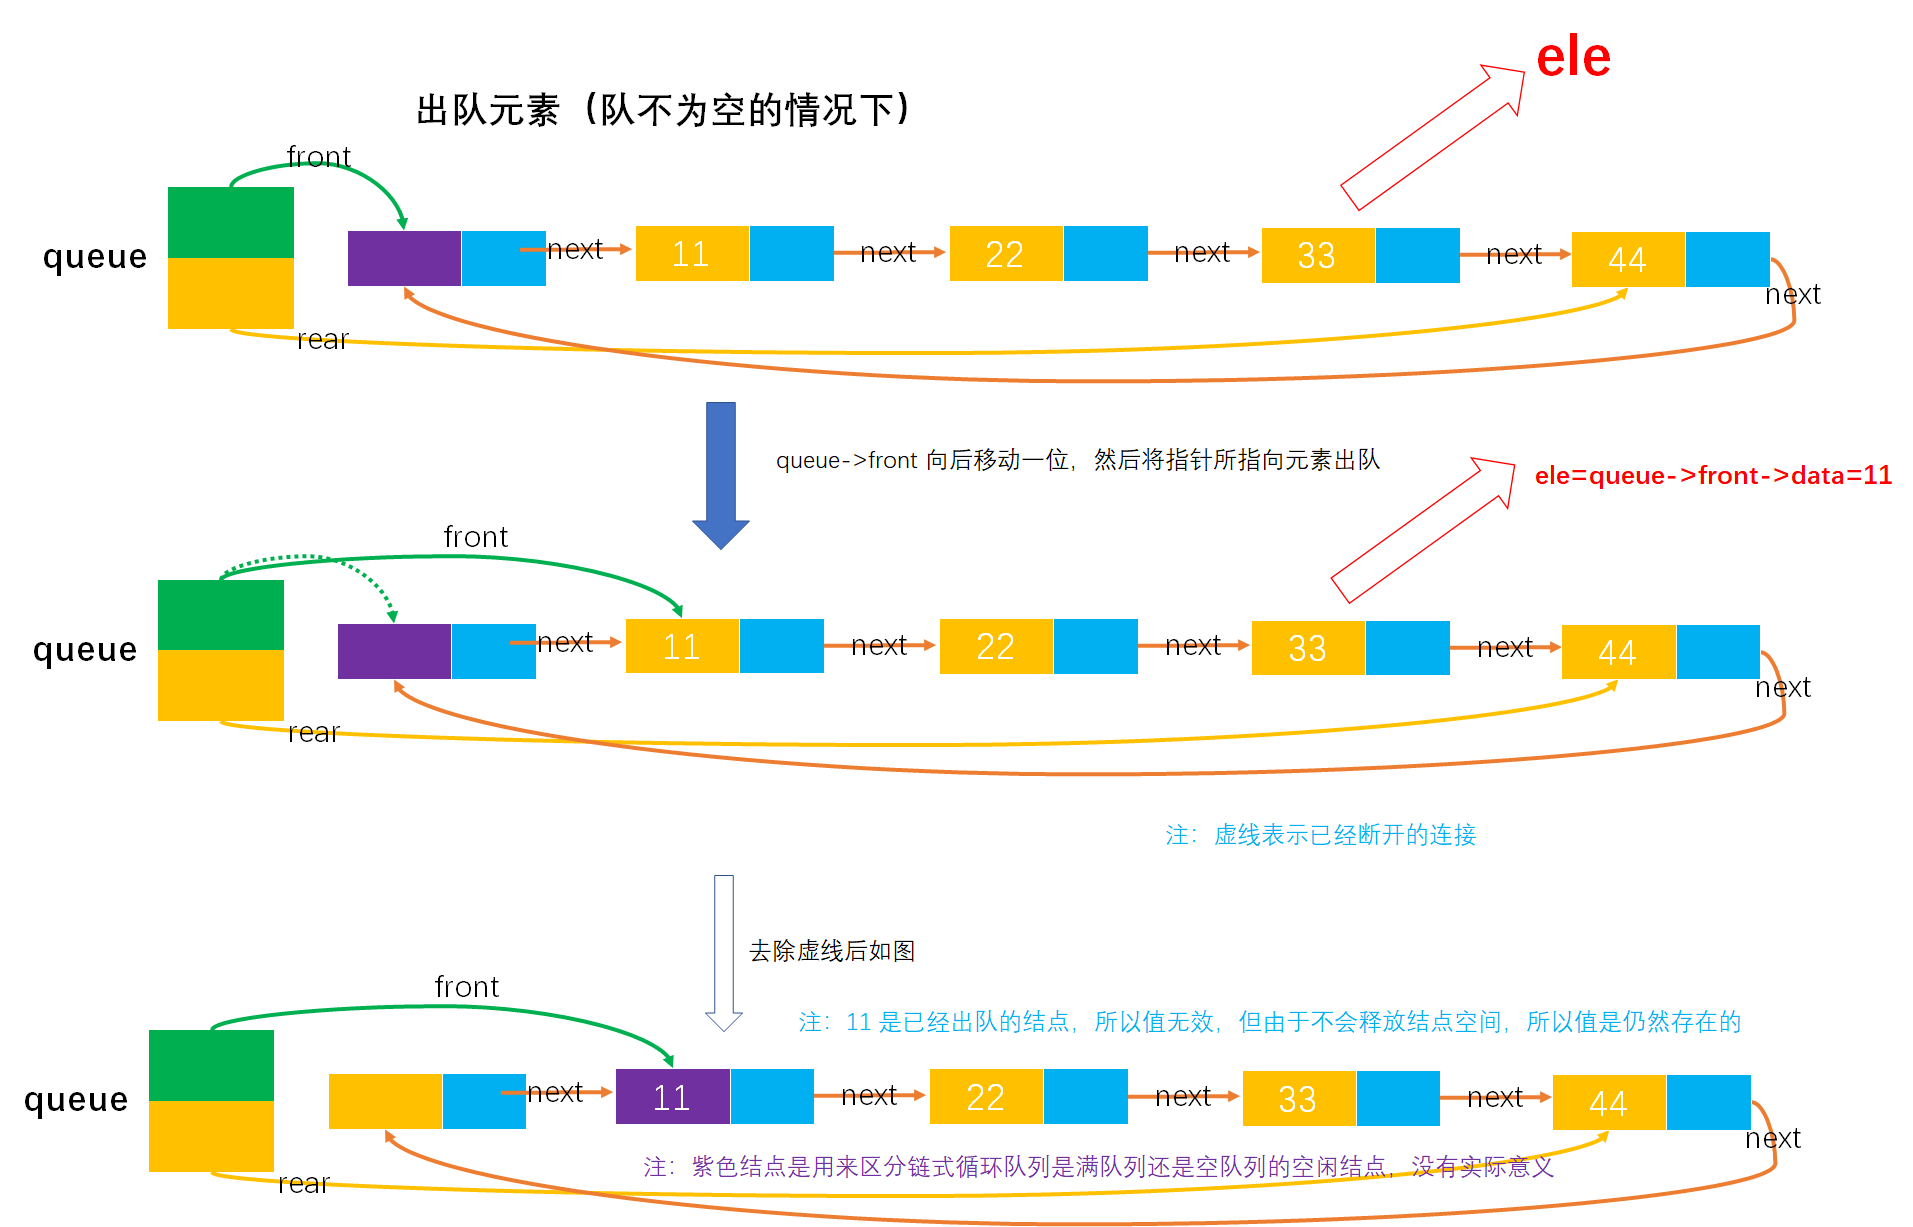 ele
出队元素（队不为空的情况下）
front
queue
next
11
next
22
next
33
next
44
next
rear
queue->front 向后移动一位，然后将指针所指向元素出队
ele=queue->front->data=11
front
queue
next
11
next
22
next
33
next
44
next
rear
注：虚线表示已经断开的连接
去除虚线后如图
front
注：11 是已经出队的结点，所以值无效，但由于不会释放结点空间，所以值是仍然存在的
queue
next
11
next
22
next
33
next
44
next
注：紫色结点是用来区分链式循环队列是满队列还是空队列的空闲结点，没有实际意义
rear